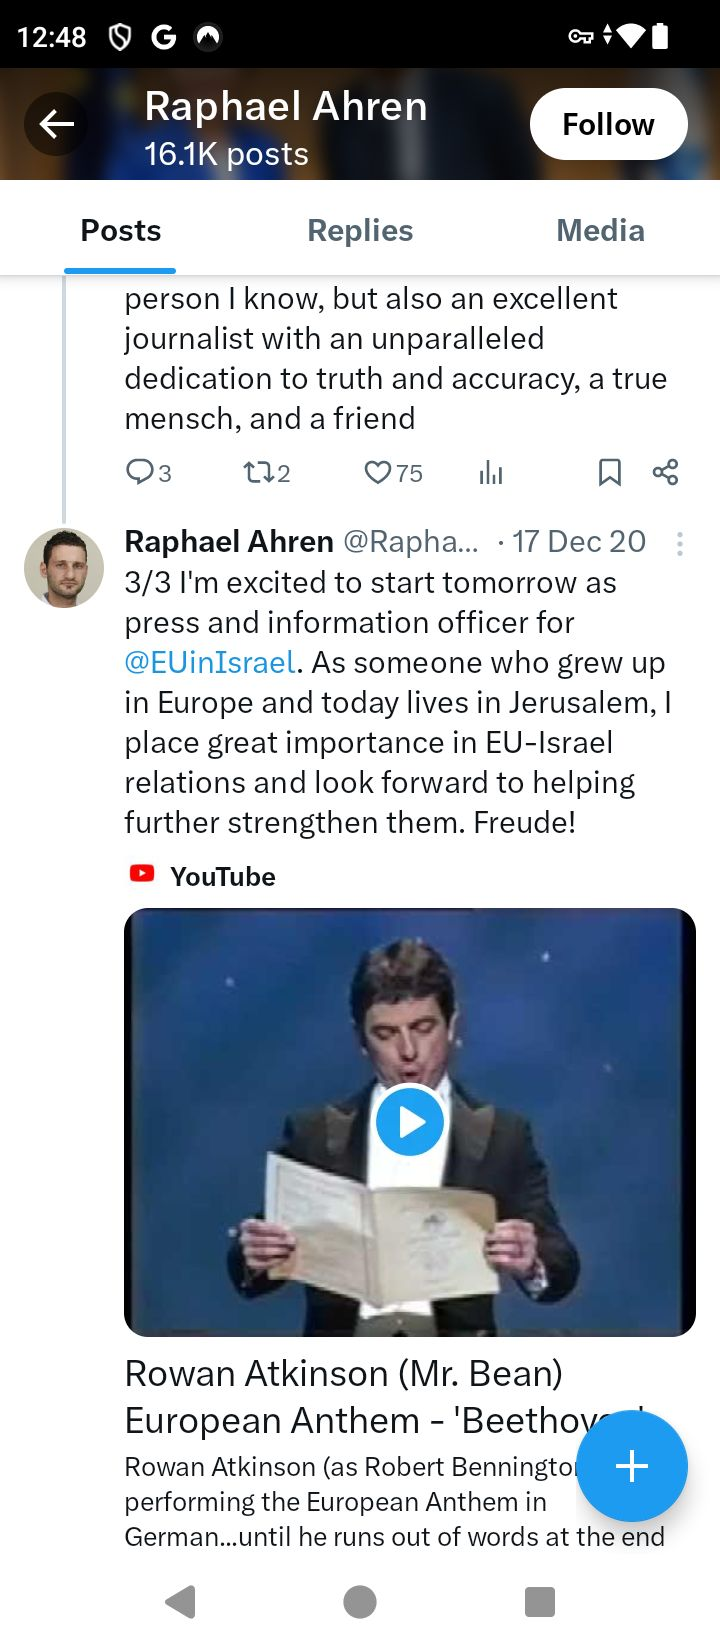 12:48
Raphael Ahren
16.1K posts
Follow
Posts
Replies
Media
person I know, but also an excellent
journalist with an unparalleled
dedication to truth and accuracy, a true
mensch, and a friend
3
2
75
Raphael Ahren @Rapha... · 17 Dec 20
3/3 I'm excited to start tomorrow as
press and information officer for
@EUinIsrael. As someone who grew up
in Europe and today lives in Jerusalem, I
place great importance in EU-Israel
relations and look forward to helping
further strengthen them. Freude!
YouTube
Rowan Atkinson (Mr. Bean)
European Anthem - 'Beethov
Rowan Atkinson (as Robert Bennington
performing the European Anthem in
German...until he runs out of words at the end